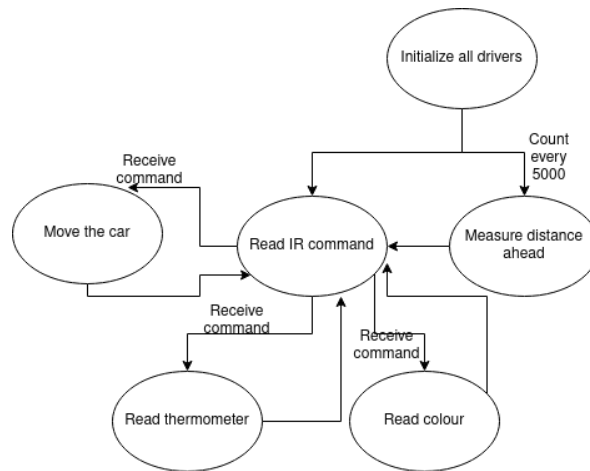 Initialize all drivers
Count
every
5000
Receive
command
Move the car
Read IR command
Measure distance
ahead
Receive
command
Receive
command
Read thermometer
Read colour